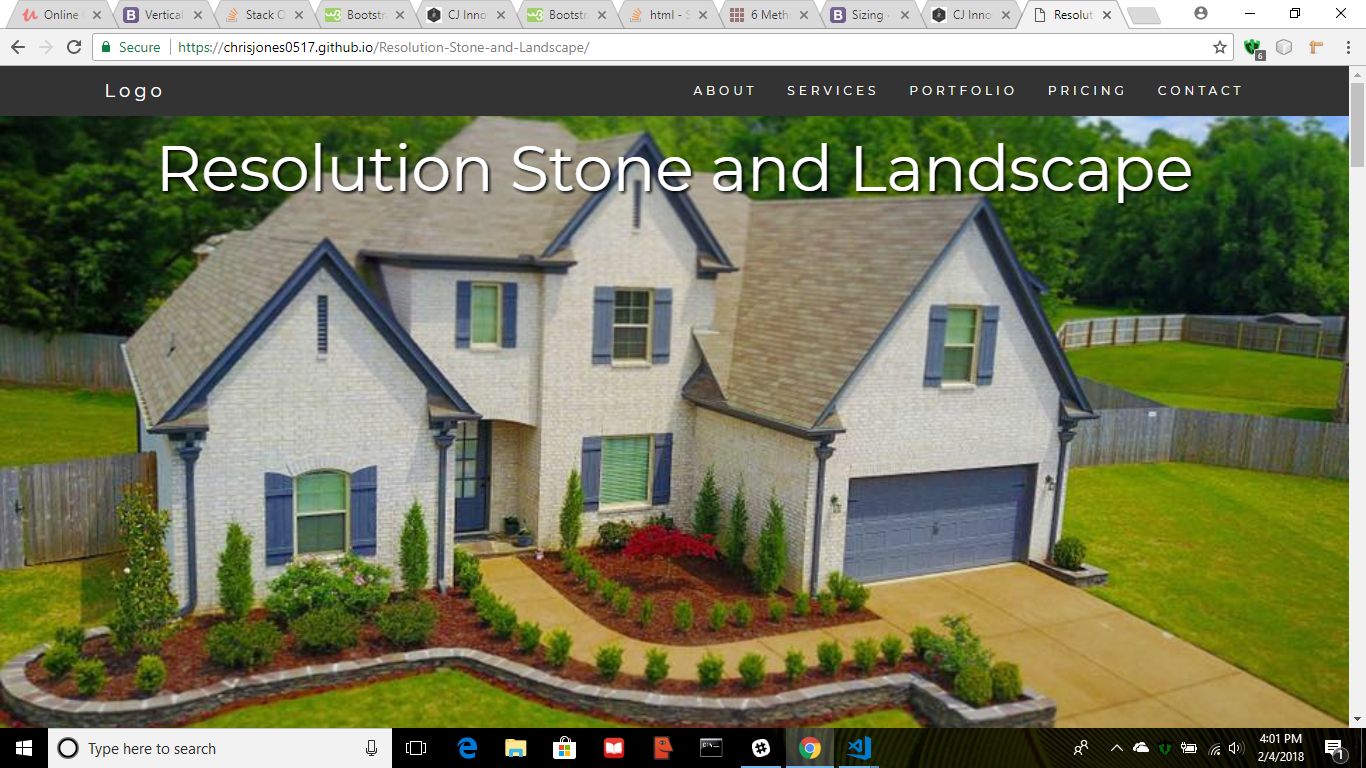 Online
Vertical
Stack O
Bootstr
CJ Inno
Bootstr
html - S
6 Meth
Sizing
CJ Inno
Resolut
Secure
https://chrisjones0517.github.io/Resolution-Stone-and-Landscape/
6
Logo
ABOUT
SERVICES
PORTFOLIO
PRICING
CONTACT
Resolution Stone and Landscape
Type here to search
4:01 PM
2/4/2018
1